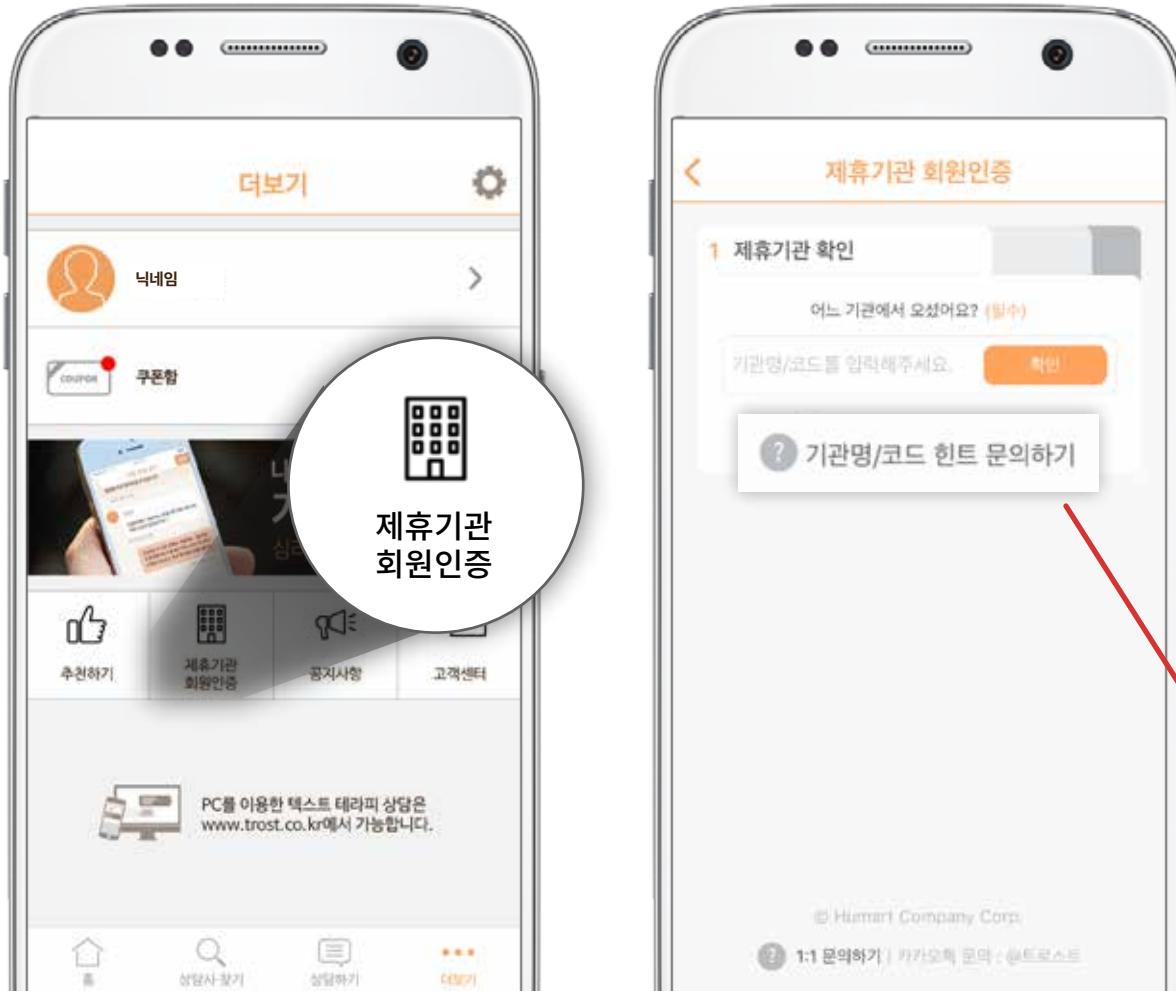 더보기
닉네임
COUPON
쿠폰함
제휴기관
회원인증
추천하기
제휴기관
회원인증
공지사항
고객센터
PC를 이용한 텍스트 테라피 상담은
www.trost.co.kr에서 가능합니다.
홈
상담사 찾기
상담하기
더보기
제휴기관 회원인증
1 제휴기관 확인
어느 기관에서 오셨어요? (필수)
기관명/코드를 입력해주세요.
확인
? 기관명/코드 힌트 문의하기
© Humart Company Corp.
? 1:1 문의하기 | 카카오톡 문의 : @트로스트